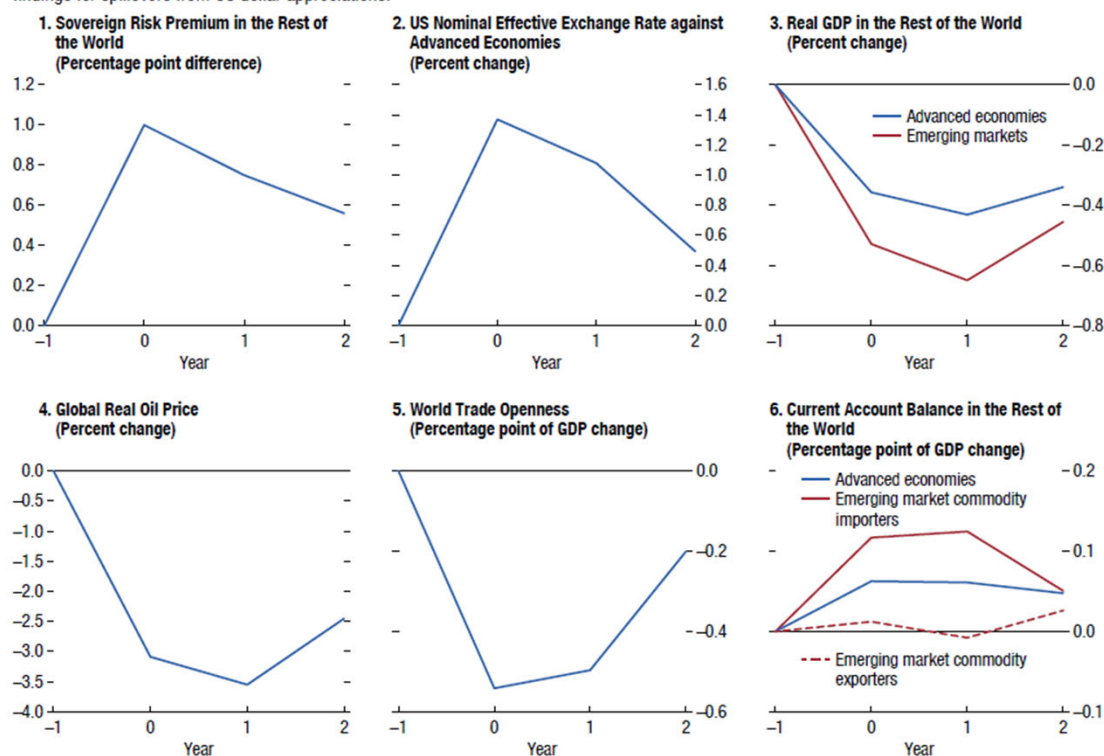 findings for spillovers from US dollar appreciations.
1. Sovereign Risk Premium in the Rest of
the World
(Percentage point difference)
1.2
1.0
0.8
0.6
0.4
0.2
0.0
–1 0 1 2
Year
2. US Nominal Effective Exchange Rate against
Advanced Economies
(Percent change)
1.6
1.4
1.2
1.0
0.8
0.6
0.4
0.2
0.0
–1 0 1 2
Year
3. Real GDP in the Rest of the World
(Percent change)
0.0
Advanced economies
Emerging markets
–0.2
–0.4
–0.6
–0.8
–1 0 1 2
Year
4. Global Real Oil Price
(Percent change)
0.0
–0.5
–1.0
–1.5
–2.0
–2.5
–3.0
–3.5
–4.0
–1 0 1 2
Year
5. World Trade Openness
(Percentage point of GDP change)
0.0
–0.2
–0.4
–0.6
–1 0 1 2
Year
6. Current Account Balance in the Rest of
the World
(Percentage point of GDP change)
0.2
Advanced economies
Emerging market commodity
importers
0.1
0.0
Emerging market commodity
exporters
–0.1
–1 0 1 2
Year